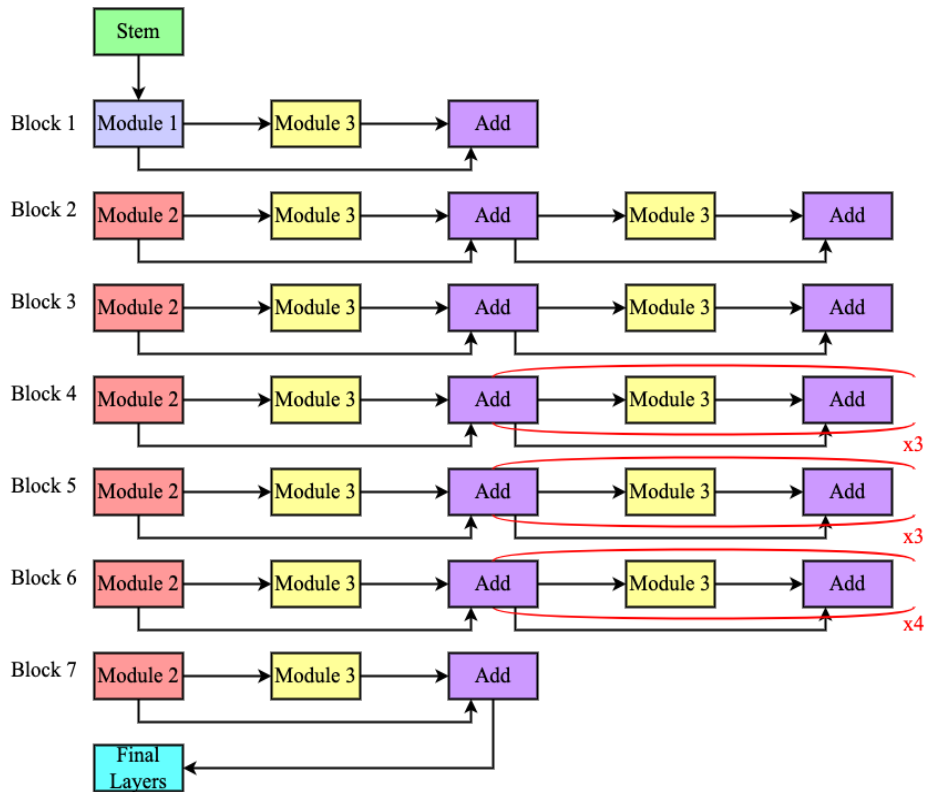 Stem
Block 1 Module 1 Module 3 Add
Block 2 Module 2 Module 3 Add Module 3 Add
Block 3 Module 2 Module 3 Add Module 3 Add
Block 4 Module 2 Module 3 Add Module 3 Add
x3
Block 5 Module 2 Module 3 Add Module 3 Add
x3
Block 6 Module 2 Module 3 Add Module 3 Add
x4
Block 7 Module 2 Module 3 Add
Final
Layers